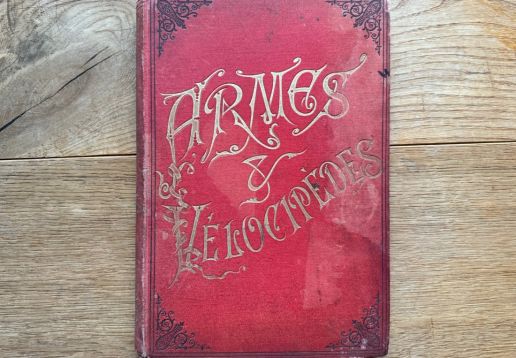 ARMES
&
VÉLOCIPÈDES